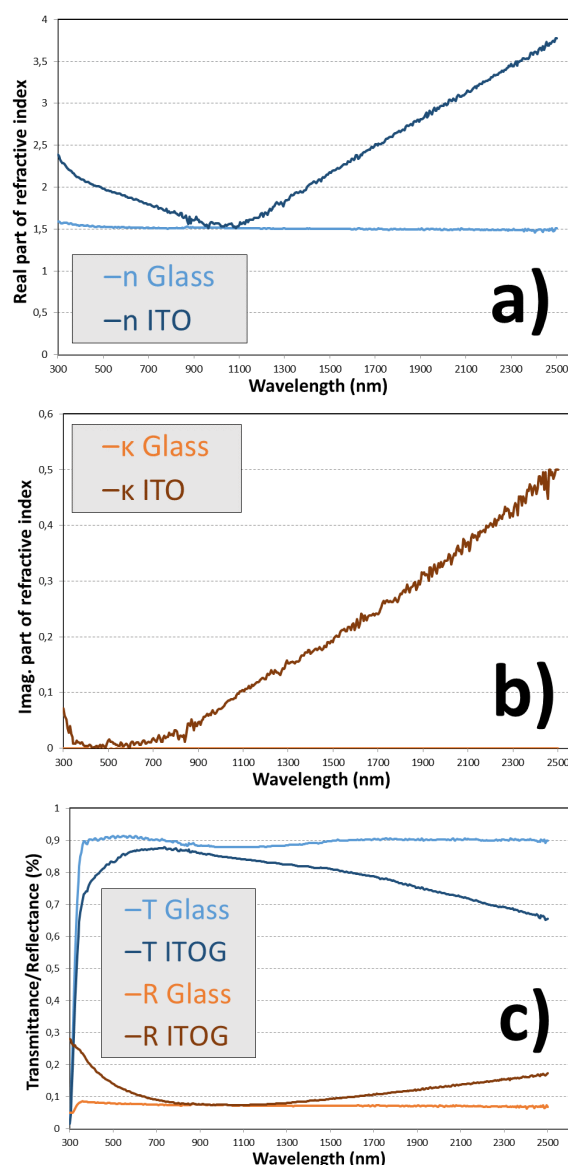 4
3,5
3
2,5
2
1,5
1
0,5
0
Real part of refractive index
–n Glass
–n ITO
a)
300 500 700 900 1100 1300 1500 1700 1900 2100 2300 2500
Wavelength (nm)
0,6
0,5
0,4
0,3
0,2
0,1
0
Imag. part of refractive index
–κ Glass
–κ ITO
b)
300 500 700 900 1100 1300 1500 1700 1900 2100 2300 2500
Wavelength (nm)
1
0,9
0,8
0,7
0,6
0,5
0,4
0,3
0,2
0,1
0
Transmittance/Reflectance (%)
–T Glass
–T ITOG
–R Glass
–R ITOG
c)
300 500 700 900 1100 1300 1500 1700 1900 2100 2300 2500
Wavelength (nm)